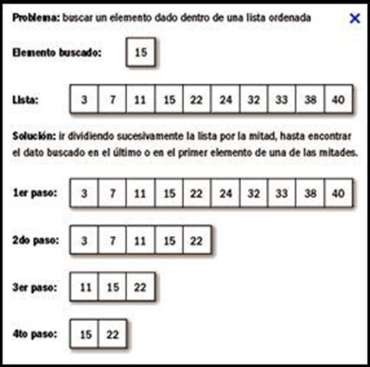 Problema: buscar un elemento dado dentro de una lista ordenada
Elemento buscado: 15
Lista: 3 7 11 15 22 24 32 33 38 40
Solución: ir dividiendo sucesivamente la lista por la mitad, hasta encontrar
el dato buscado en el último o en el primer elemento de una de las mitades.
1er paso: 3 7 11 15 22 24 32 33 38 40
2do paso: 3 7 11 15 22
3er paso: 11 15 22
4to paso: 15 22